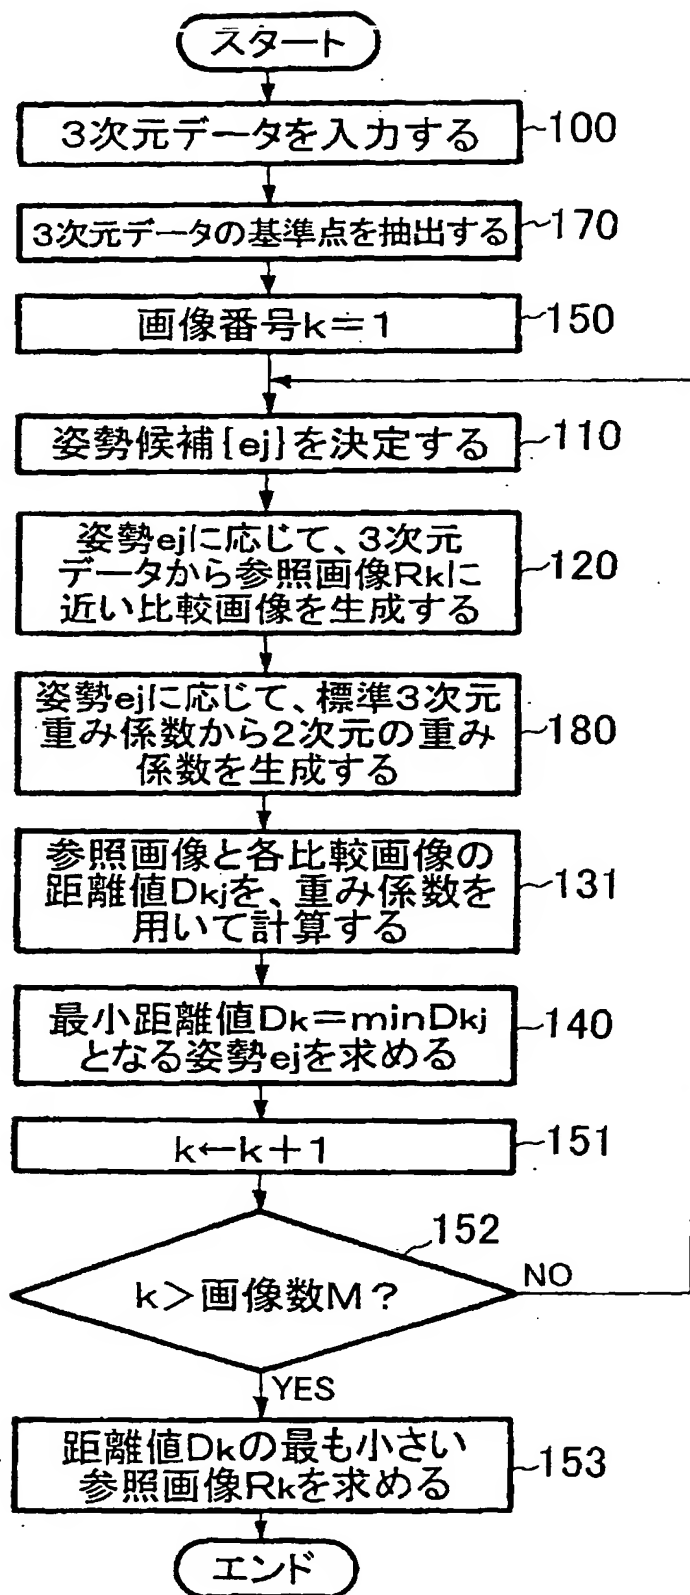 スタート
3次元データを入力する
100
3次元データの基準点を抽出する
170
画像番号k=1
150
姿勢候補{ej}を決定する
110
姿勢ejに応じて、3次元
データから参照画像Rkに
近い比較画像を生成する
120
姿勢ejに応じて、標準3次元
重み係数から2次元の重み
係数を生成する
180
参照画像と各比較画像の
距離値Dkjを、重み係数を
用いて計算する
131
最小距離値Dk=minDkj
となる姿勢ejを求める
140
k←k+1
151
152
k>画像数M?
NO
YES
距離値Dkの最も小さい
参照画像Rkを求める
153
エンド